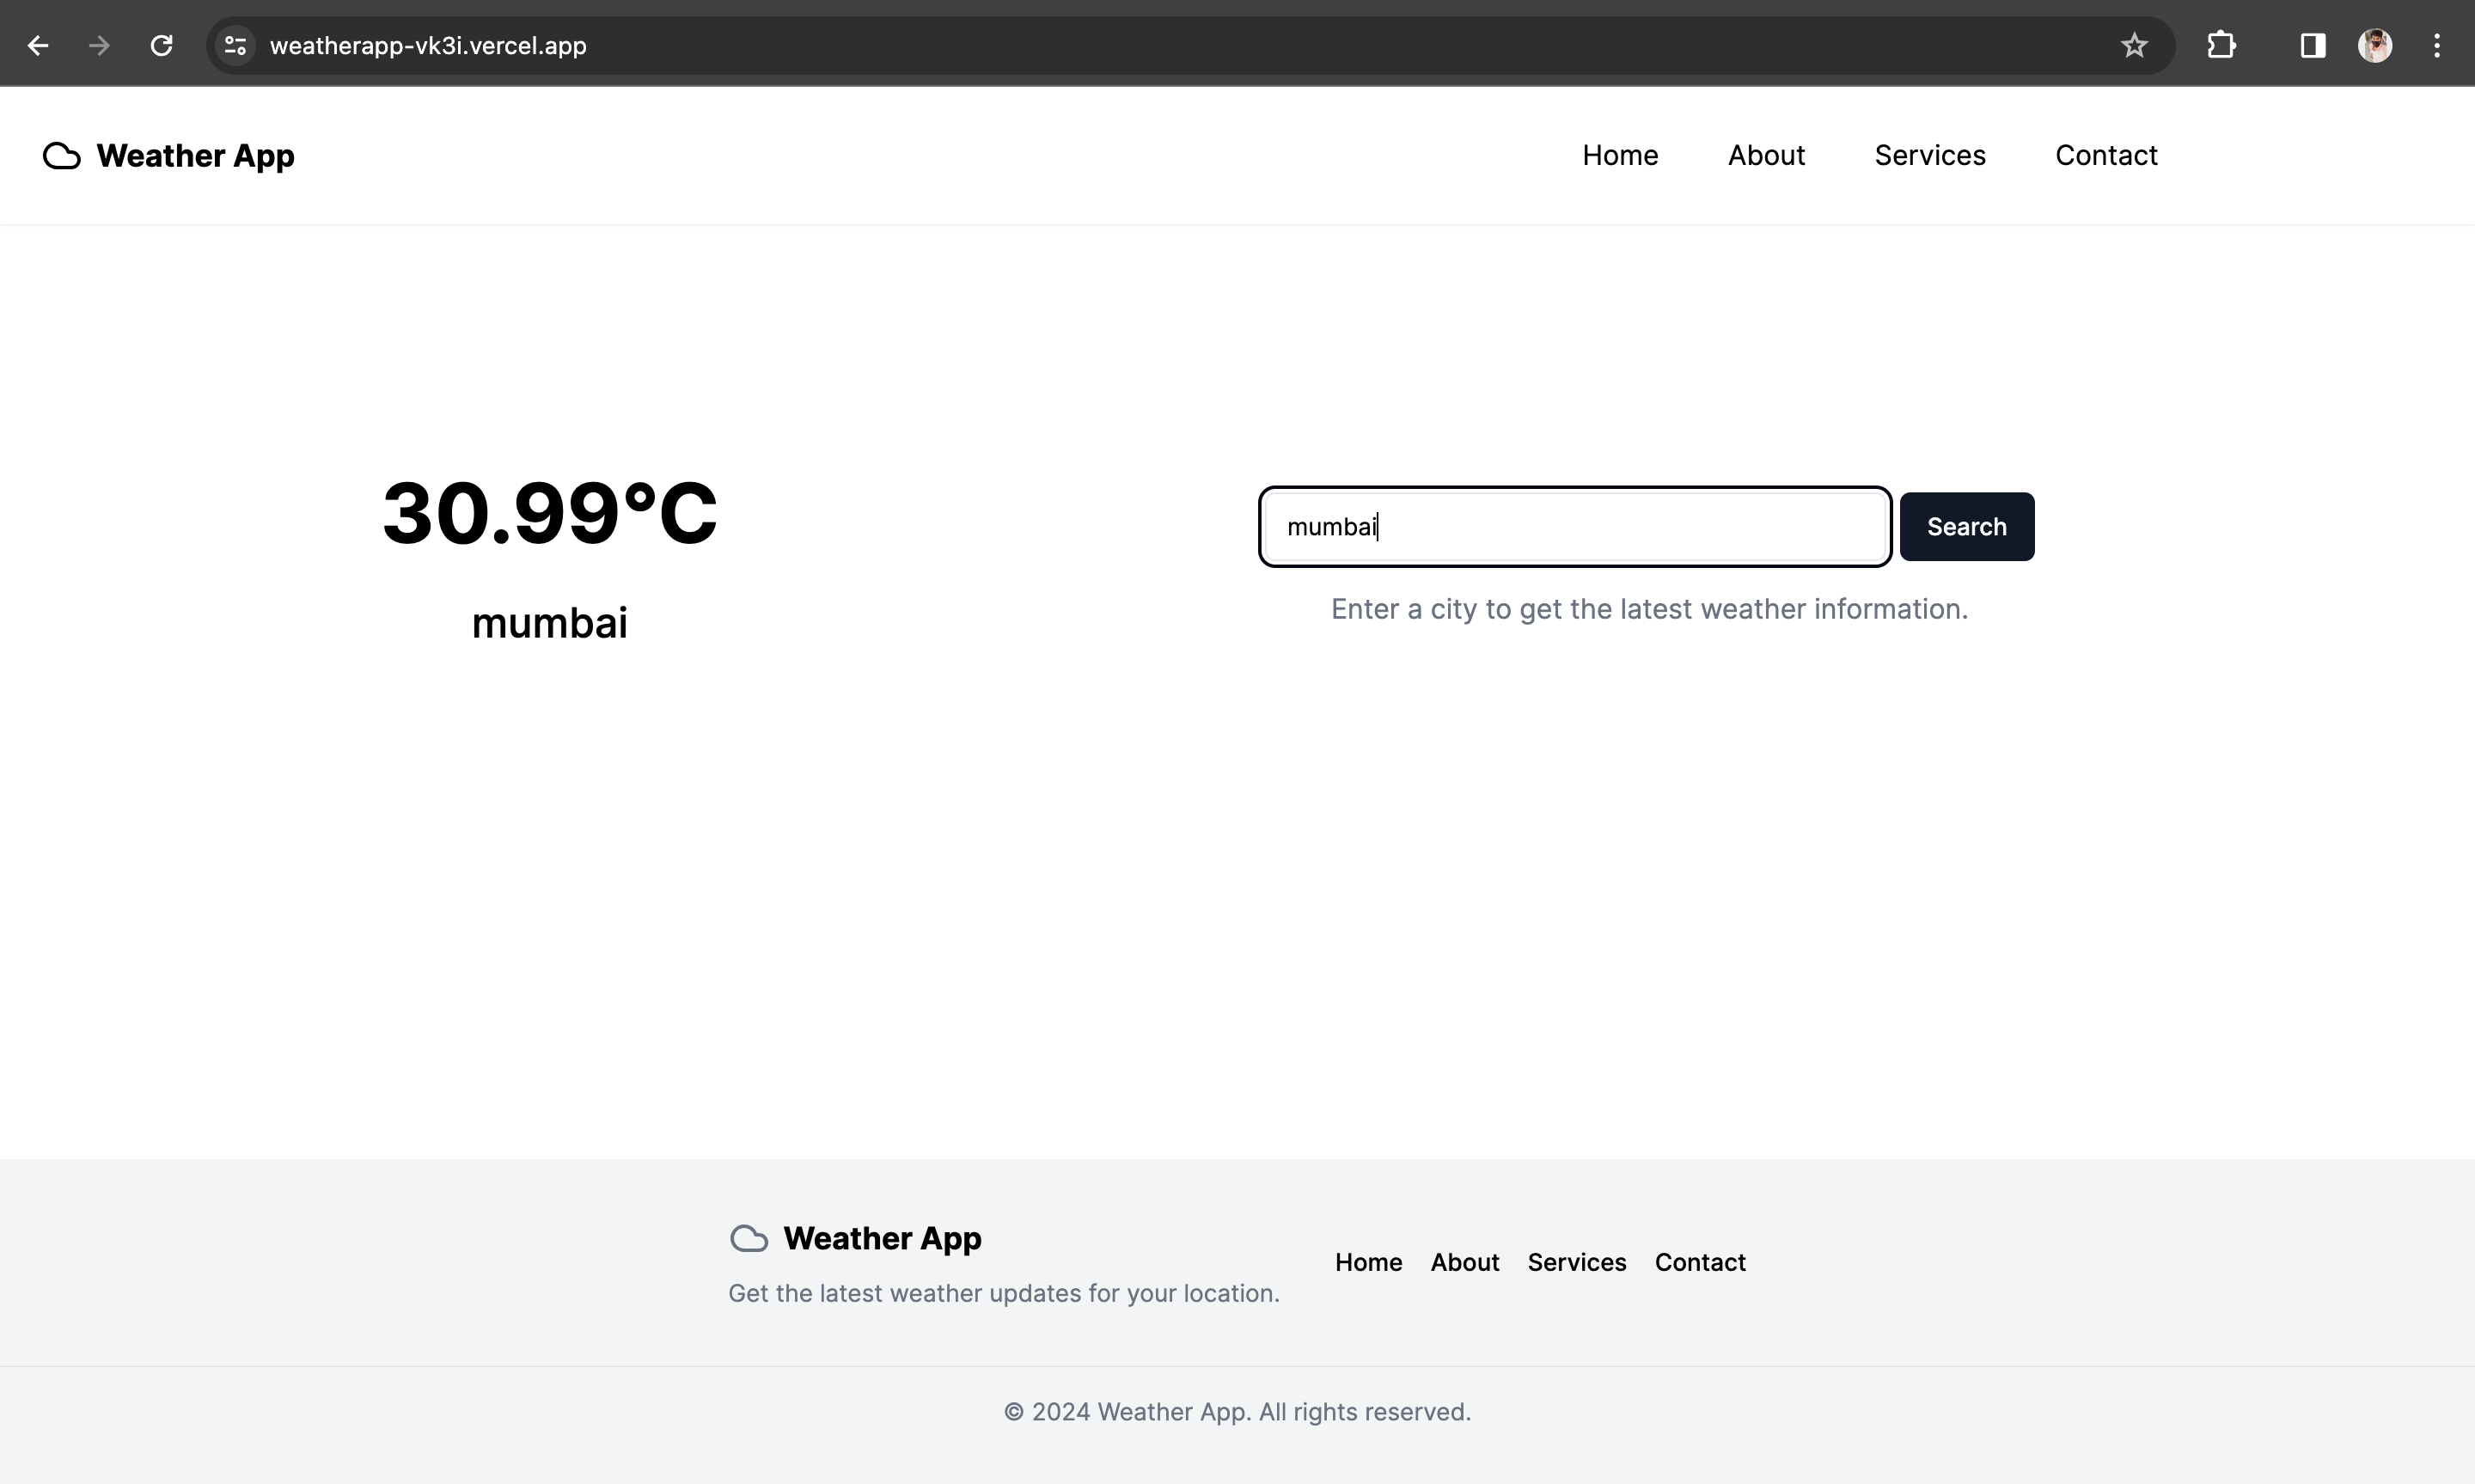 weatherapp-vk3i.vercel.app
Weather App
Home About Services Contact
30.99°C
mumbai
mumbai
Search
Enter a city to get the latest weather information.
Weather App
Get the latest weather updates for your location.
Home About Services Contact
© 2024 Weather App. All rights reserved.